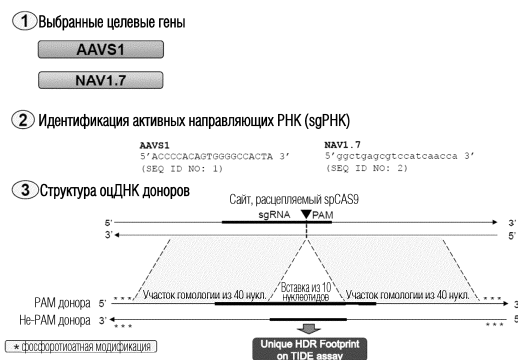 1 Выбранные целевые гены
AAVS1
NAV1.7
2 Идентификация активных направляющих РНК (sgРНК)
AAVS1
5'ACCCCACAGTGGGGCCACTA 3'
(SEQ ID NO: 1)
NAV1.7
5'ggctgagcgtccatcaacca 3'
(SEQ ID NO: 2)
3 Структура оцДНК доноров
Сайт, расщепляемый spCAS9
sgRNA ▼PAM
5' 3'
3' 5'
Вставка из 10 нуклеотидов
*** Участок гомологии из 40 нукл. Участок гомологии из 40 нукл. ***
PAM донора 5' 3
Не-PAM донора 3' 5
*** ***
* фосфоротиоатная модификация
Unique HDR Footprint
on TIDE assay